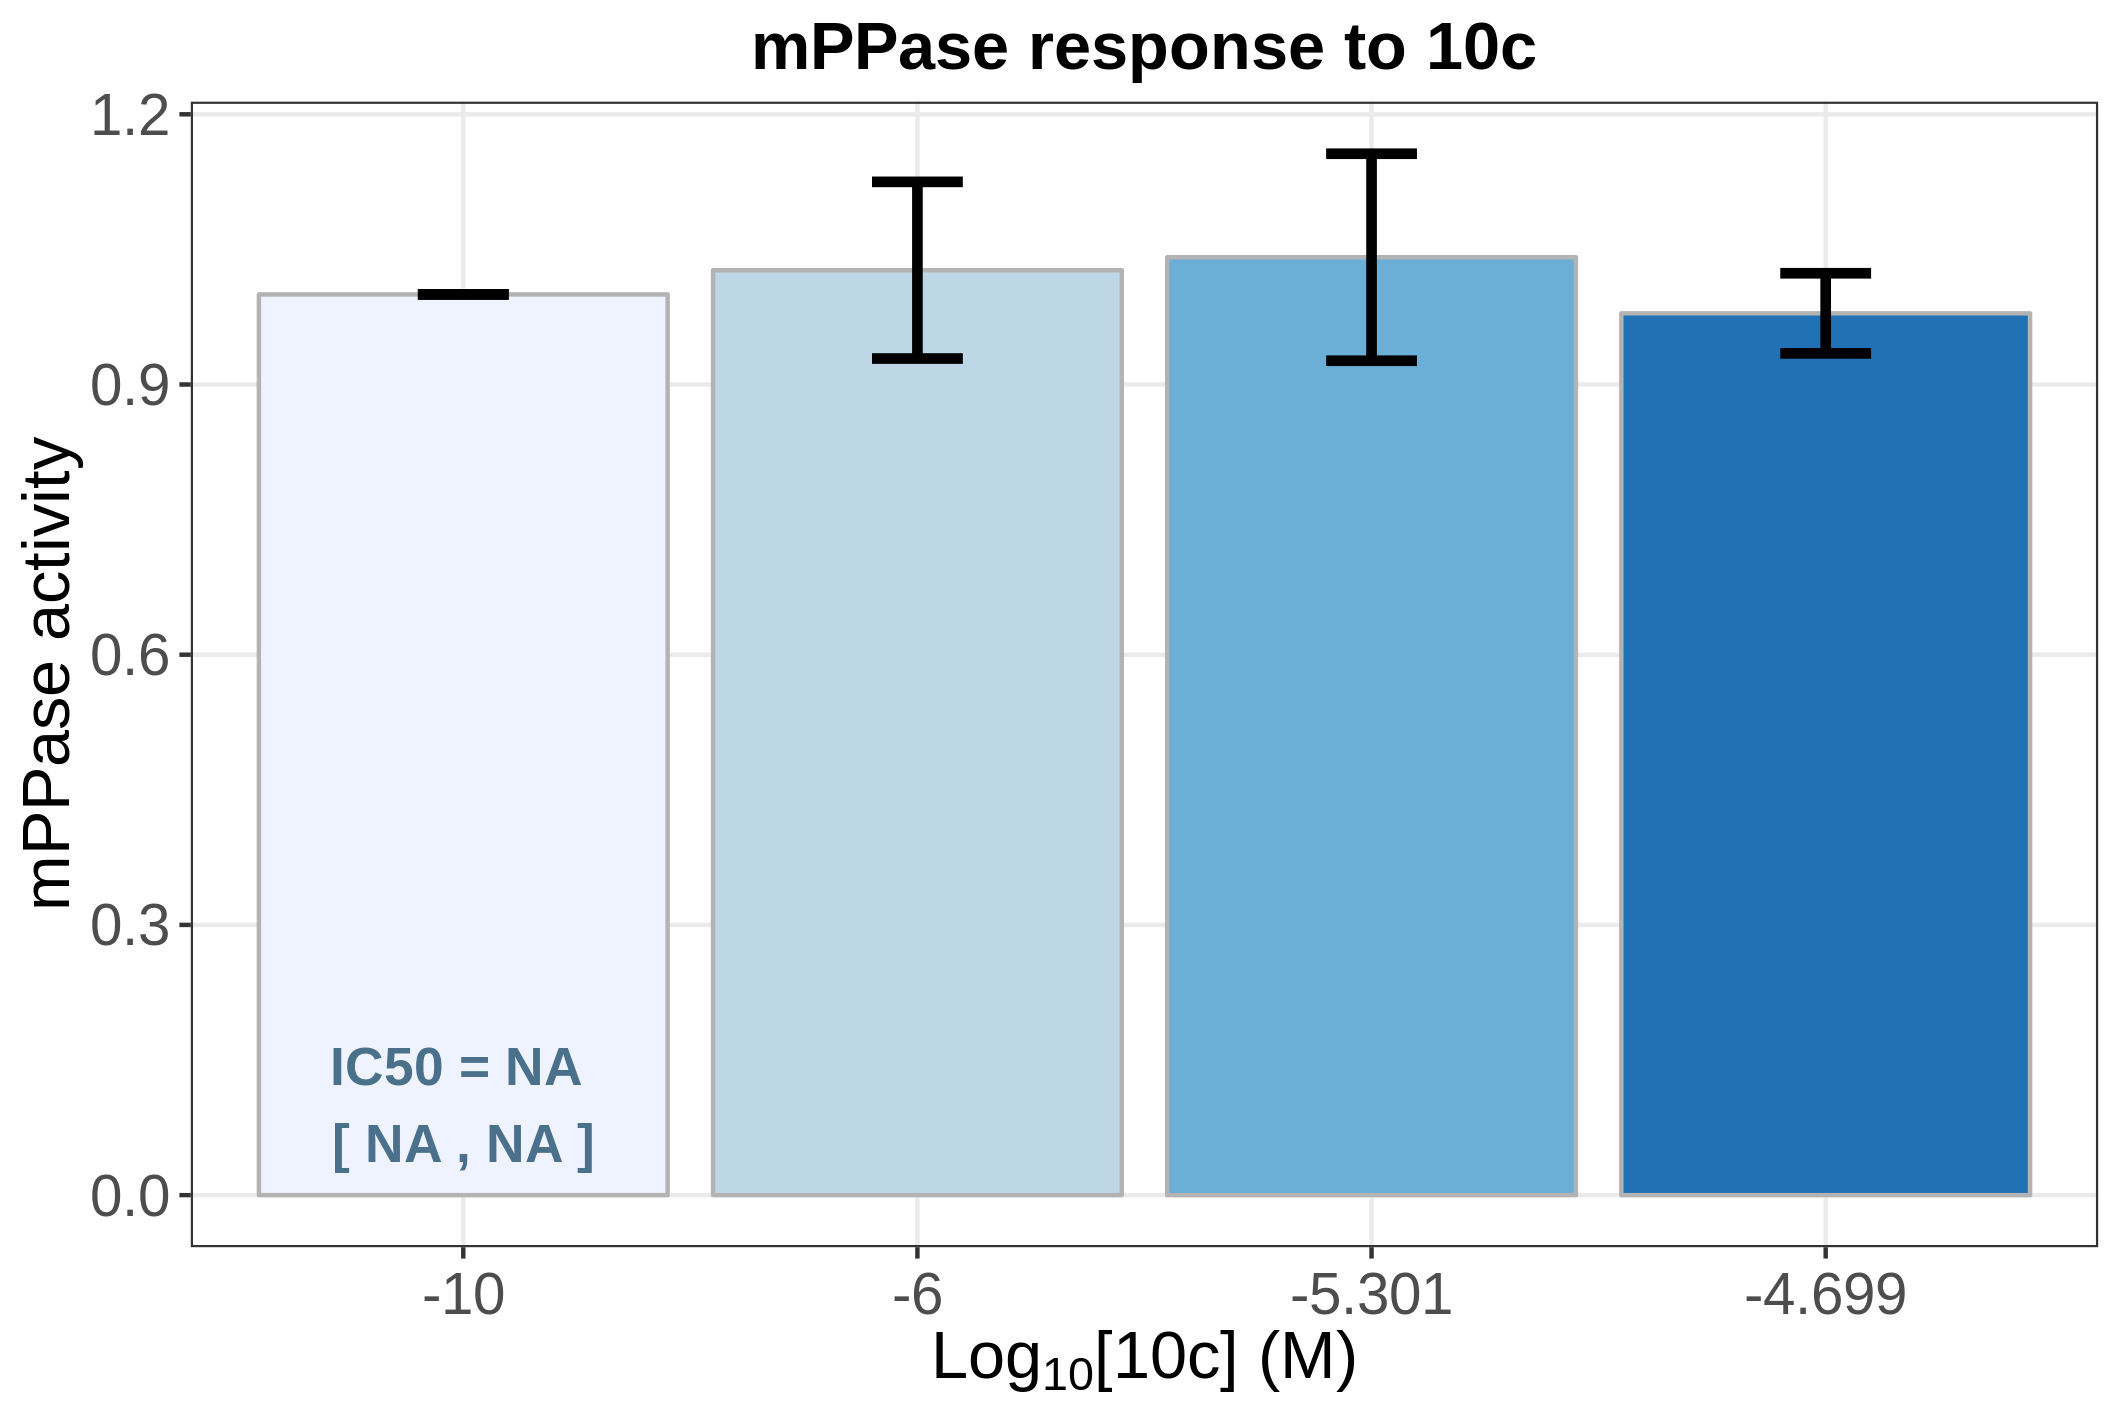 mPPase response to 10c
mPPase activity
1.2
0.9
0.6
0.3
0.0
IC50 = NA
[ NA , NA ]
-10 -6 -5.301 -4.699
Log₁₀[10c] (M)